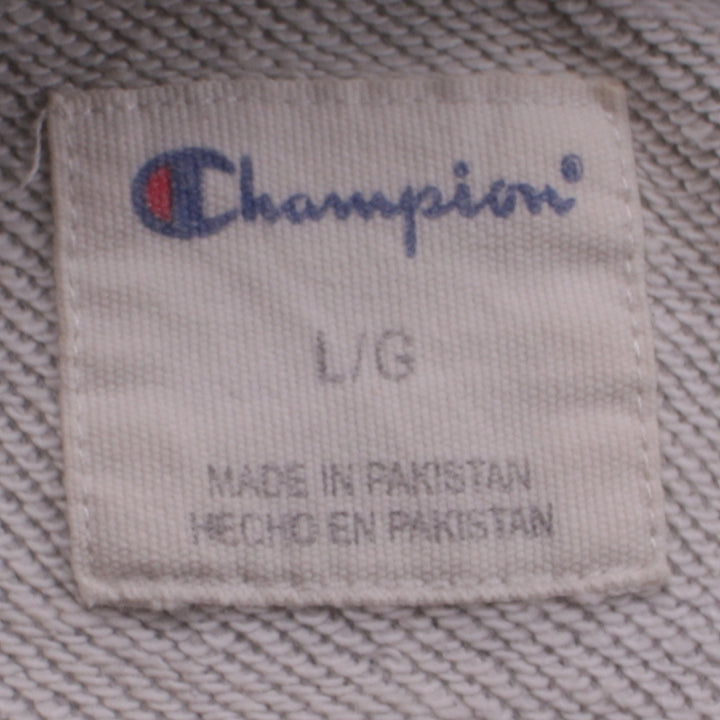 Champion®
L/G
MADE IN PAKISTAN
HECHO EN PAKISTAN